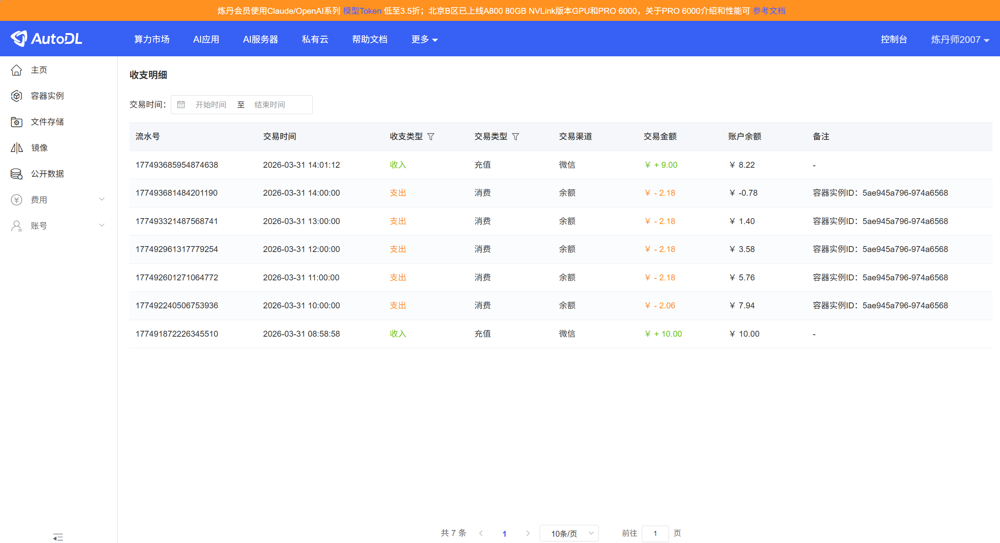 炼丹会员使用Claude/OpenAI系列 模型Token 低至3.5折；北京B区已上线A800 80GB NVLink版本GPU和PRO 6000，关于PRO 6000介绍和性能可 参考文档
AutoDL 算力市场 AI应用 AI服务器 私有云 帮助文档 更多 控制台 炼丹师2007
主页
容器实例
文件存储
镜像
公开数据
费用
账号
收支明细
交易时间： 开始时间 至 结束时间
流水号 交易时间 收支类型 交易类型 交易渠道 交易金额 账户余额 备注
177493685954874638 2026-03-31 14:01:12 收入 充值 微信 ￥ + 9.00 ￥ 8.22 -
177493681484201190 2026-03-31 14:00:00 支出 消费 余额 ￥ - 2.18 ￥ -0.78 容器实例ID：5ae945a796-974a6568
177493321487568741 2026-03-31 13:00:00 支出 消费 余额 ￥ - 2.18 ￥ 1.40 容器实例ID：5ae945a796-974a6568
177492961317779254 2026-03-31 12:00:00 支出 消费 余额 ￥ - 2.18 ￥ 3.58 容器实例ID：5ae945a796-974a6568
177492601271064772 2026-03-31 11:00:00 支出 消费 余额 ￥ - 2.18 ￥ 5.76 容器实例ID：5ae945a796-974a6568
177492240506753936 2026-03-31 10:00:00 支出 消费 余额 ￥ - 2.06 ￥ 7.94 容器实例ID：5ae945a796-974a6568
177491872226345510 2026-03-31 08:58:58 收入 充值 微信 ￥ + 10.00 ￥ 10.00 -
共 7 条 1 10条/页 前往 1 页